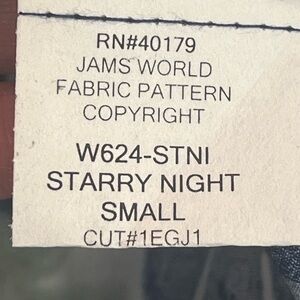 RN#40179
JAMS WORLD
FABRIC PATTERN
COPYRIGHT
W624-STNI
STARRY NIGHT
SMALL
CUT#1EGJ1